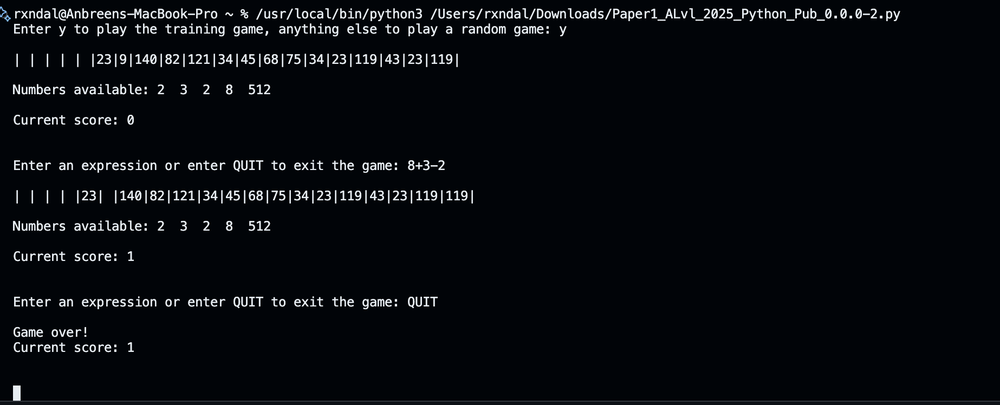 rxndal@Anbreens-MacBook-Pro ~ % /usr/local/bin/python3 /Users/rxndal/Downloads/Paper1_ALvl_2025_Python_Pub_0.0.0-2.py
Enter y to play the training game, anything else to play a random game: y
| | | | | |23|9|140|82|121|34|45|68|75|34|23|119|43|23|119|
Numbers available: 2  3  2  8  512
Current score: 0
Enter an expression or enter QUIT to exit the game: 8+3-2
| | | | |23| |140|82|121|34|45|68|75|34|23|119|43|23|119|119|
Numbers available: 2  3  2  8  512
Current score: 1
Enter an expression or enter QUIT to exit the game: QUIT
Game over!
Current score: 1